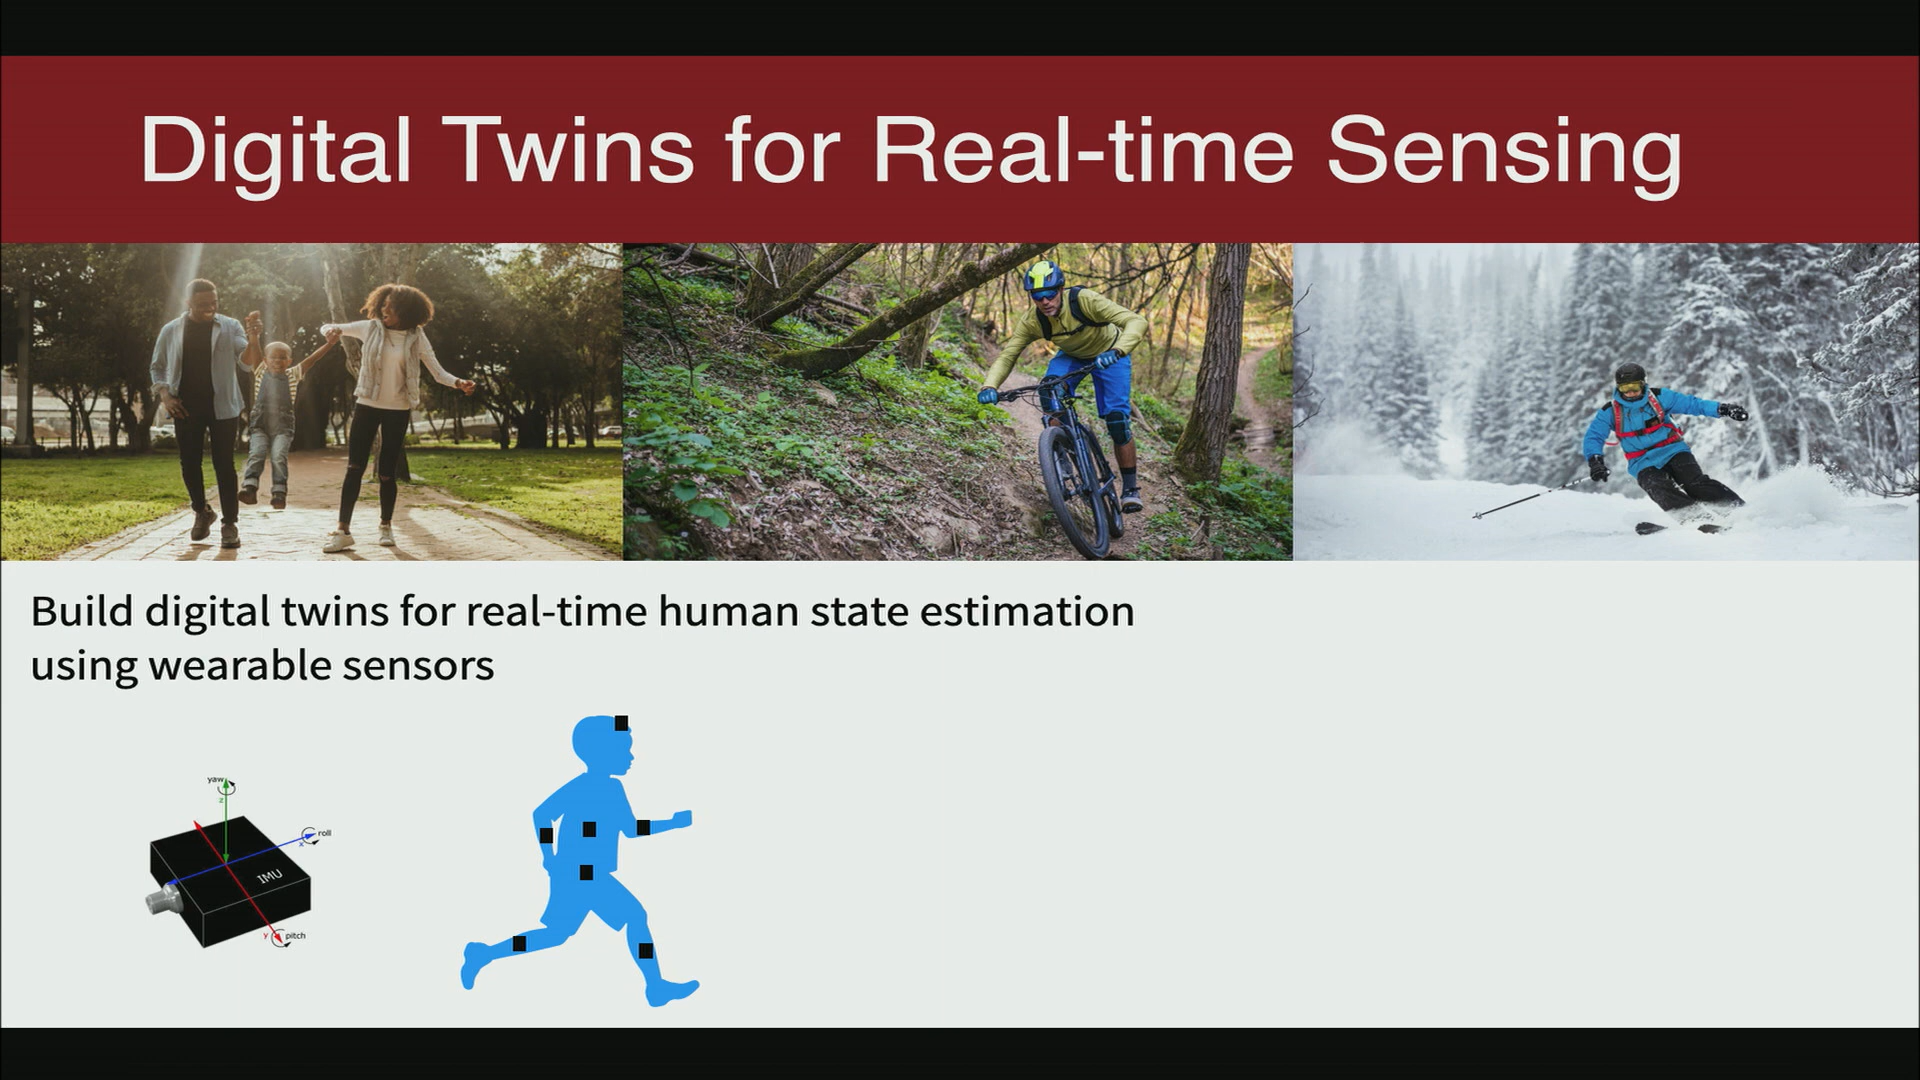 Digital Twins for Real-time Sensing
Build digital twins for real-time human state estimation
using wearable sensors
yaw
z
roll
x
IMU
y
pitch